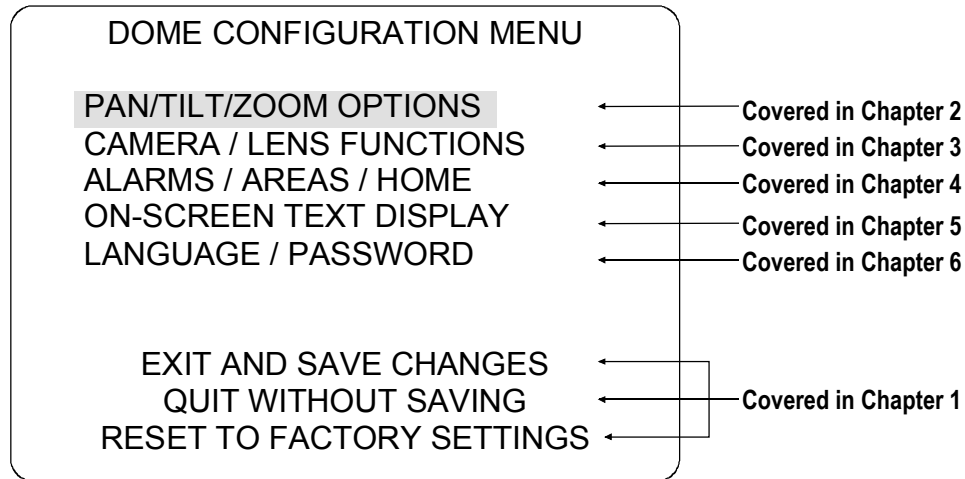 DOME CONFIGURATION MENU
PAN/TILT/ZOOM OPTIONS
Covered in Chapter 2
CAMERA / LENS FUNCTIONS
Covered in Chapter 3
ALARMS / AREAS / HOME
Covered in Chapter 4
ON-SCREEN TEXT DISPLAY
Covered in Chapter 5
LANGUAGE / PASSWORD
Covered in Chapter 6
EXIT AND SAVE CHANGES
QUIT WITHOUT SAVING
Covered in Chapter 1
RESET TO FACTORY SETTINGS